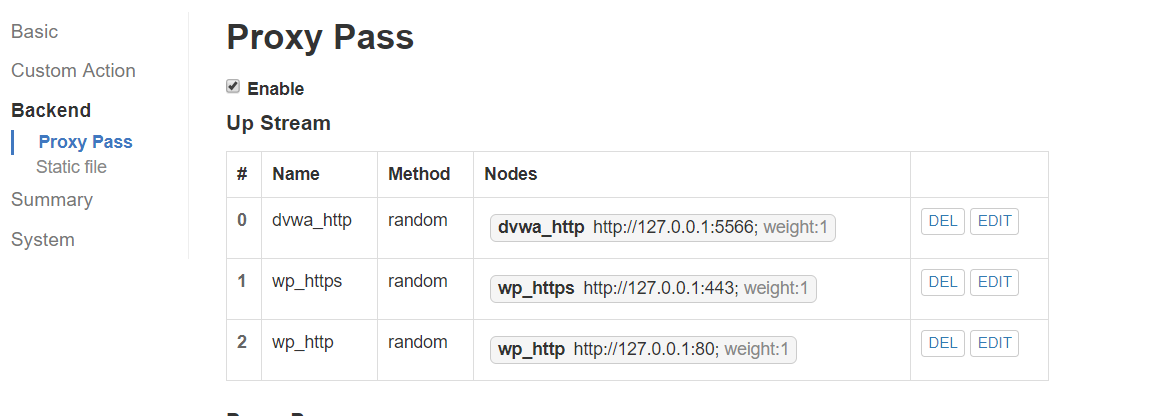 Basic
Custom Action
Backend
Proxy Pass
Static file
Summary
System
Proxy Pass
Enable
Up Stream
# Name Method Nodes
0 dvwa_http random dvwa_http http://127.0.0.1:5566; weight:1 DEL EDIT
1 wp_https random wp_https http://127.0.0.1:443; weight:1 DEL EDIT
2 wp_http random wp_http http://127.0.0.1:80; weight:1 DEL EDIT